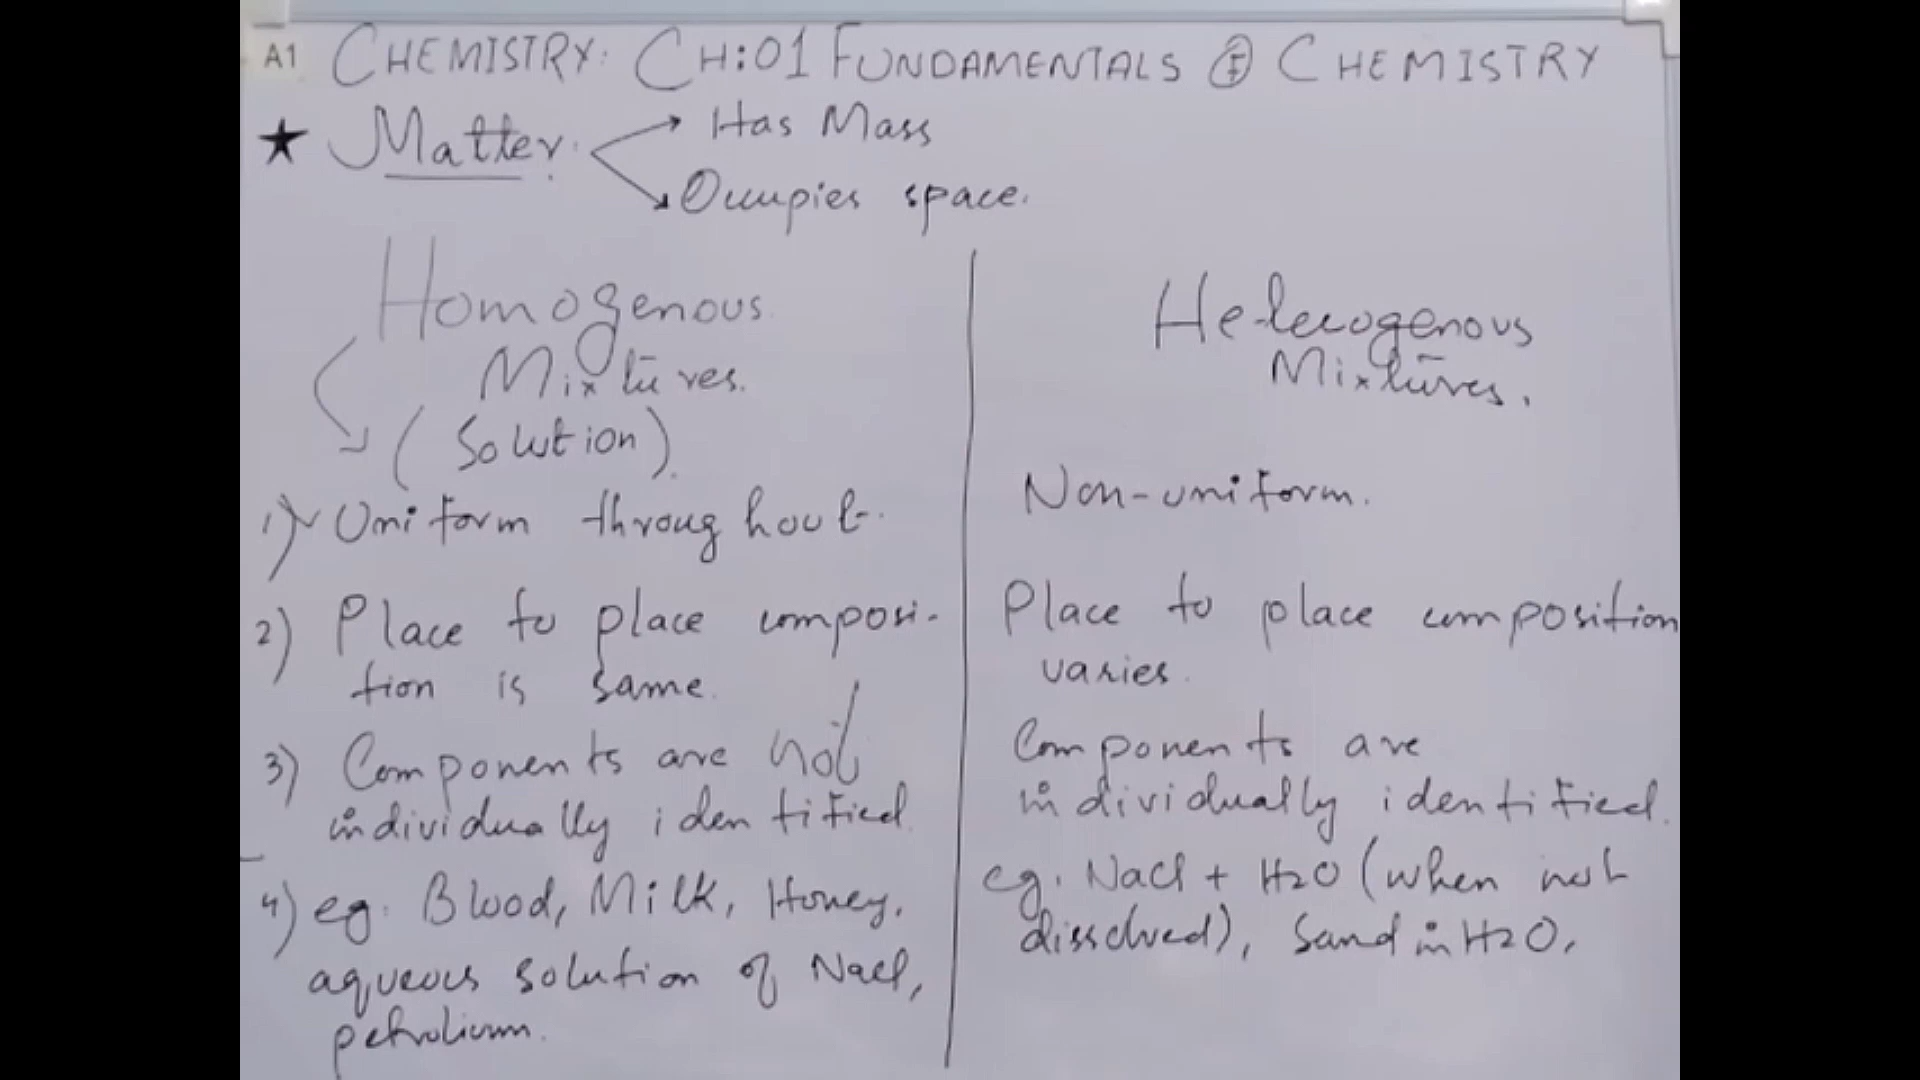 A1 CHEMISTRY: CH:01 FUNDAMENTALS OF CHEMISTRY
★ Matter:
Has Mass
Occupies space.
Homogenous
Mixtures.
(Solution).
1) Uniform throughout.
2) Place to place composi-
tion is same.
3) Components are not
individually identified.
4) eg. Blood, Milk, Honey,
aqueous solution of NaCl,
petrolium.
Heterogenous
Mixtures.
Non-uniform.
Place to place composition
varies.
Components are
individually identified.
eg. NaCl + H2O (when not
dissolved), Sand in H2O,